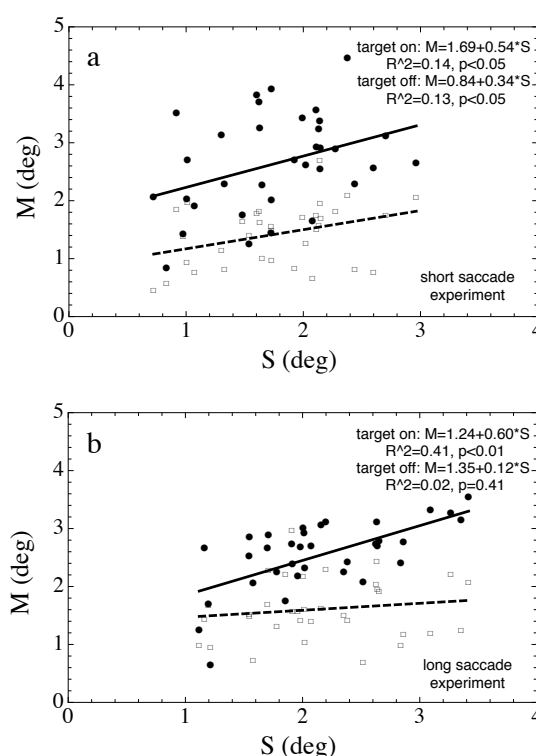 a
target on: M=1.69+0.54*S
R^2=0.14, p<0.05
target off: M=0.84+0.34*S
R^2=0.13, p<0.05
5
4
3
2
1
0
M (deg)
short saccade
experiment
0 1 2 3 4
S (deg)
b
target on: M=1.24+0.60*S
R^2=0.41, p<0.01
target off: M=1.35+0.12*S
R^2=0.02, p=0.41
5
4
3
2
1
0
M (deg)
long saccade
experiment
0 1 2 3 4
S (deg)